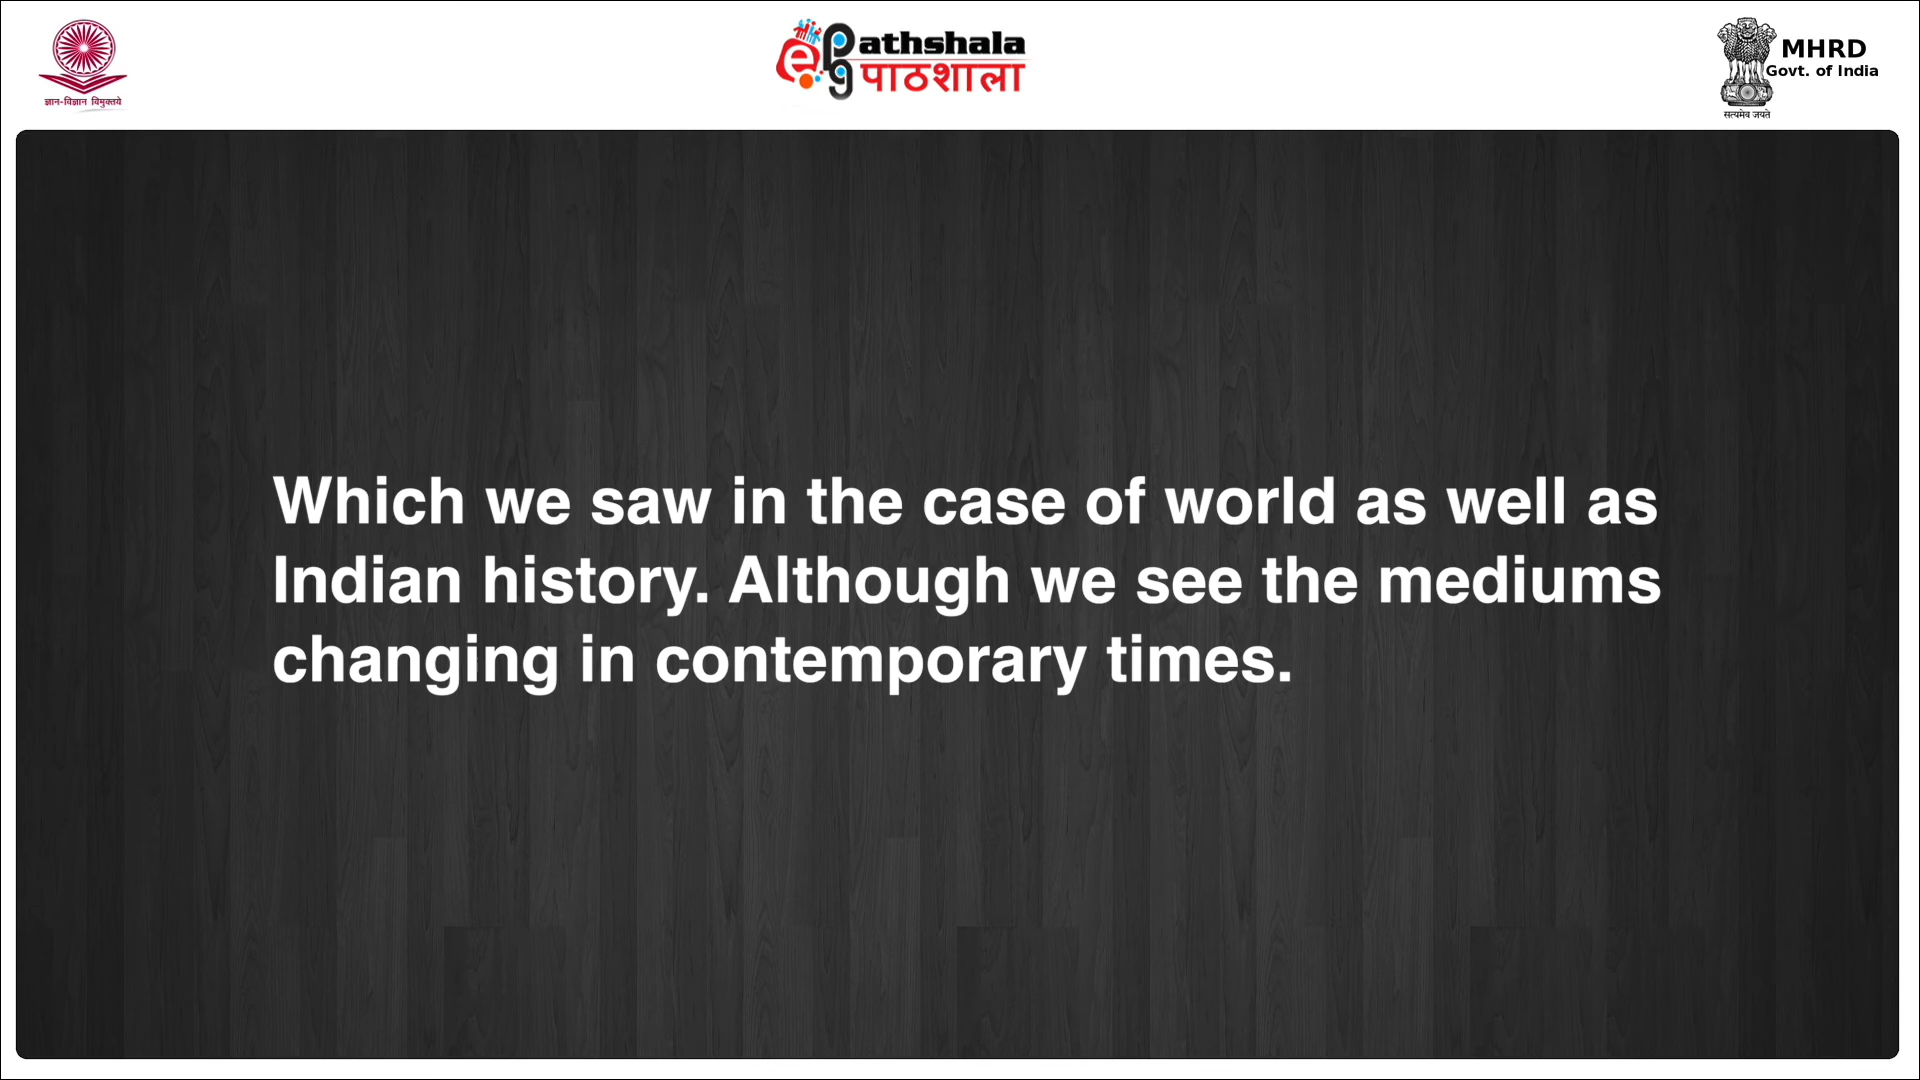 ज्ञान-विज्ञान विमुक्तये
e Pg athshala
पाठशाला
MHRD
Govt. of India
सत्यमेव जयते
Which we saw in the case of world as well as
Indian history. Although we see the mediums
changing in contemporary times.